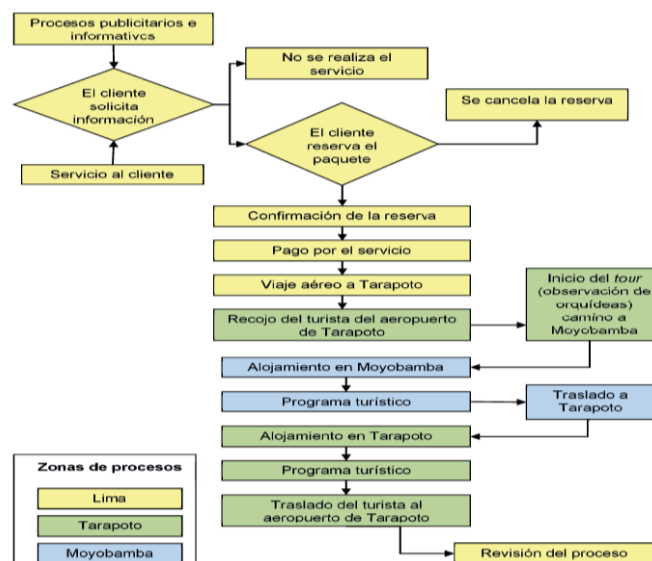 Procesos publicitarios e
informativcs
No se realiza el
servicio
El cliente
solicita
información
Se cancela la reserva
El cliente
reserva el
paquete
Servicio al cliente
Confirmación de la reserva
Pago por el servicio
Viaje aéreo a Tarapoto
Inicio del tour
(observación de
orquídeas)
camino a
Moyobamba
Recojo del turista del aeropuerto
de Tarapoto
Alojamiento en Moyobamba
Programa turístico
Traslado a
Tarapoto
Alojamiento en Tarapoto
Programa turístico
Traslado del turista al
aeropuerto de Tarapoto
Revisión del proceso
Zonas de procesos
Lima
Tarapoto
Moyobamba